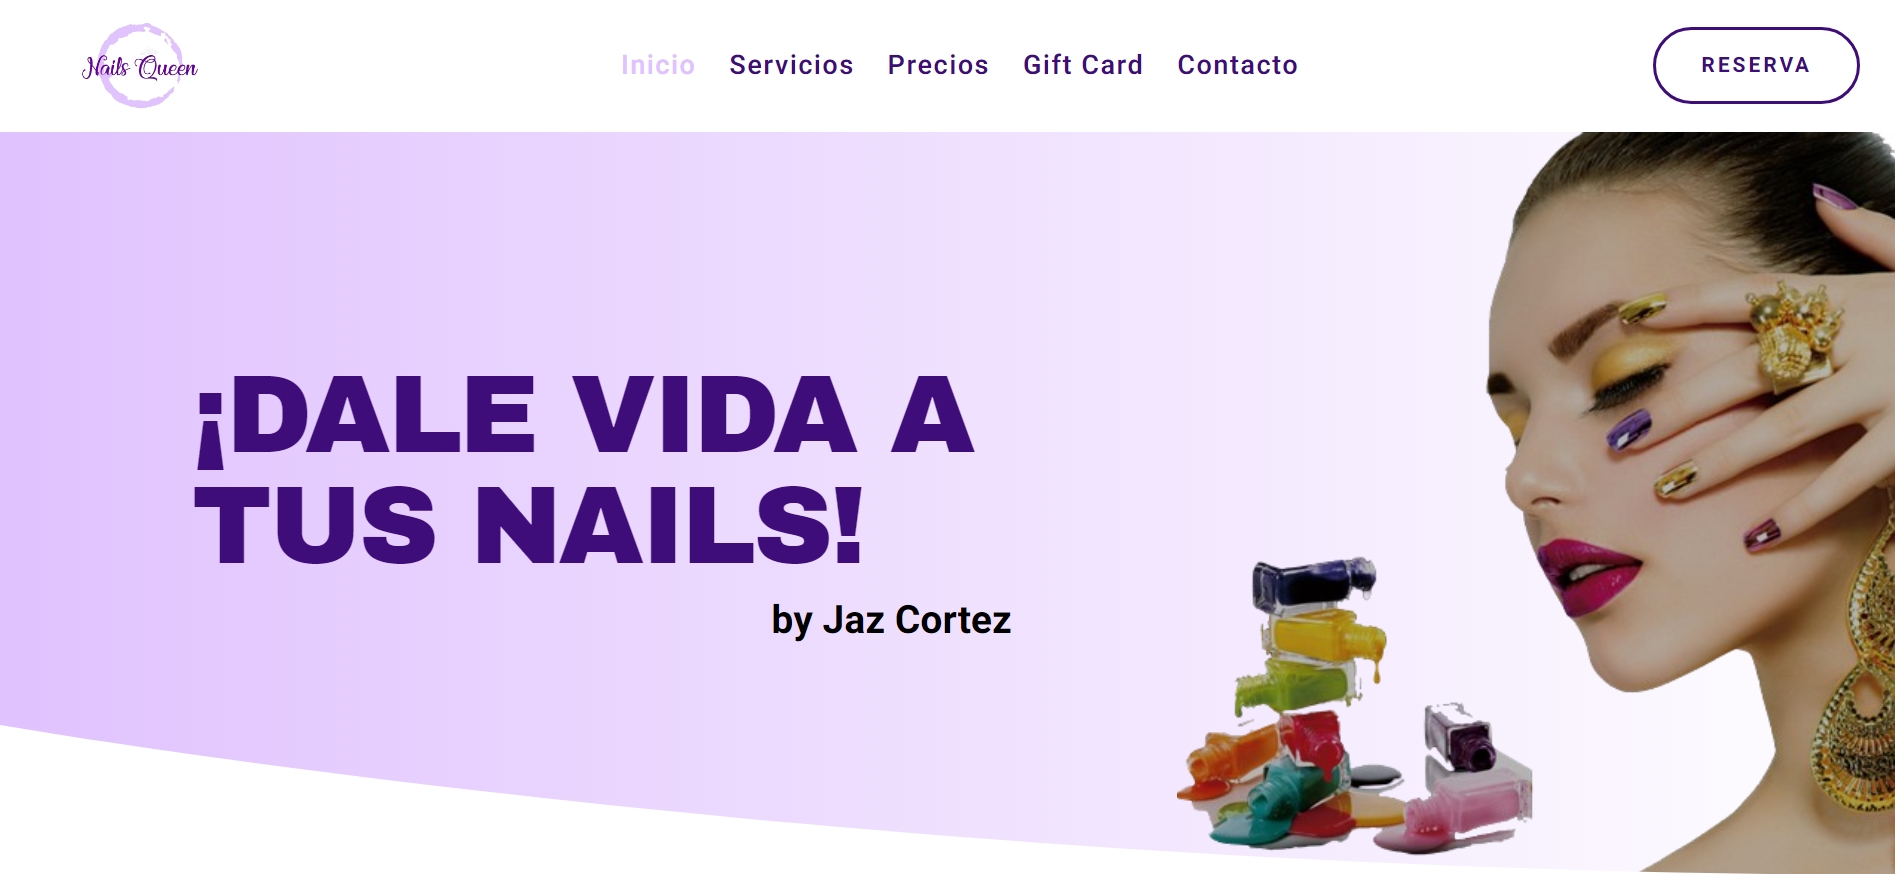 Nails Queen
Inicio Servicios Precios Gift Card Contacto
RESERVA
¡DALE VIDA A
TUS NAILS!
by Jaz Cortez